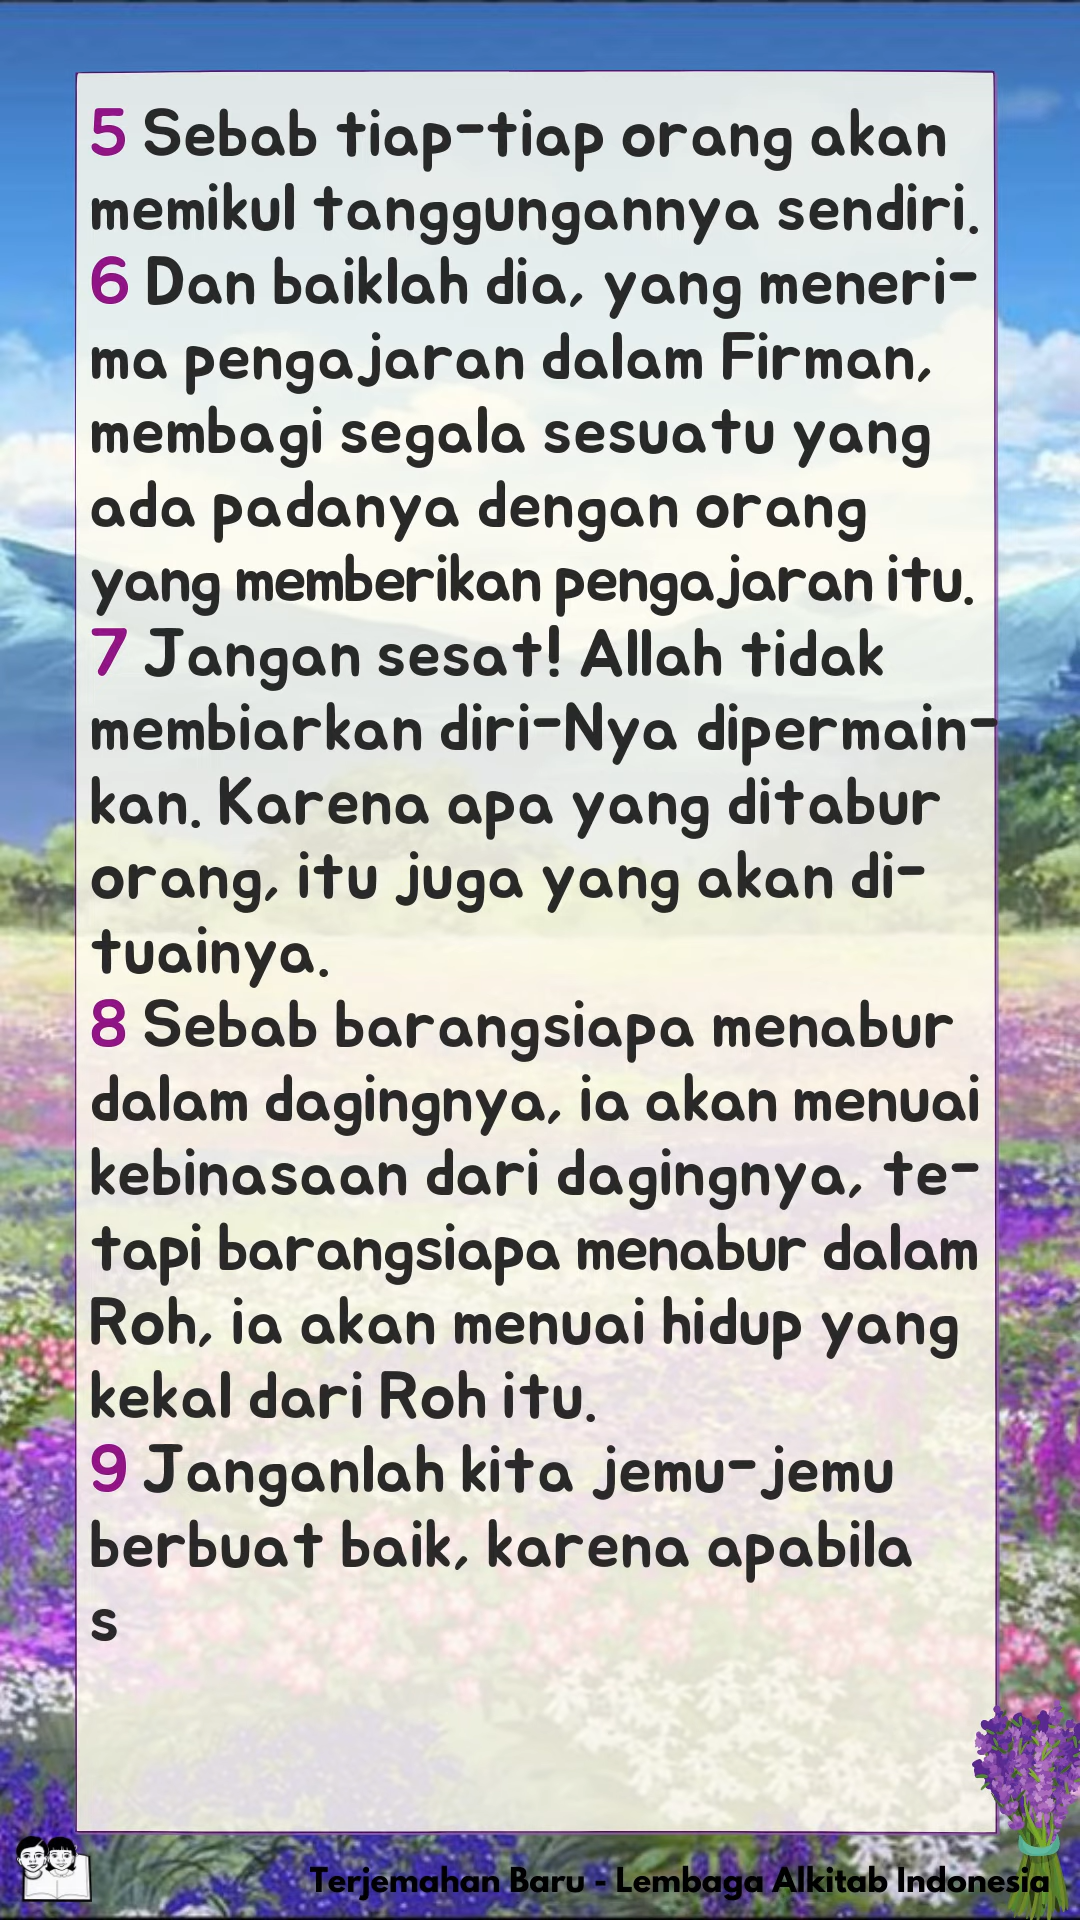 5 Sebab tiap-tiap orang akan
memikul tanggungannya sendiri.
6 Dan baiklah dia, yang meneri-
ma pengajaran dalam Firman,
membagi segala sesuatu yang
ada padanya dengan orang
yang memberikan pengajaran itu.
7 Jangan sesat! Allah tidak
membiarkan diri-Nya dipermain-
kan. Karena apa yang ditabur
orang, itu juga yang akan di-
tuainya.
8 Sebab barangsiapa menabur
dalam dagingnya, ia akan menuai
kebinasaan dari dagingnya, te-
tapi barangsiapa menabur dalam
Roh, ia akan menuai hidup yang
kekal dari Roh itu.
9 Janganlah kita jemu-jemu
berbuat baik, karena apabila
s
Terjemahan Baru - Lembaga Alkitab Indonesia